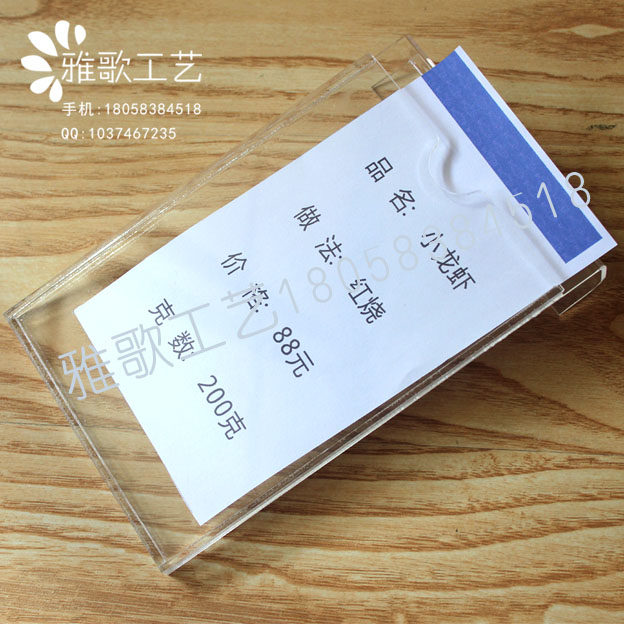 雅歌工艺
手机:18058384518
QQ:1037467235
品名: 小龙虾
做法: 红烧
价格: 88元
克数: 200克
雅歌工艺18058384518